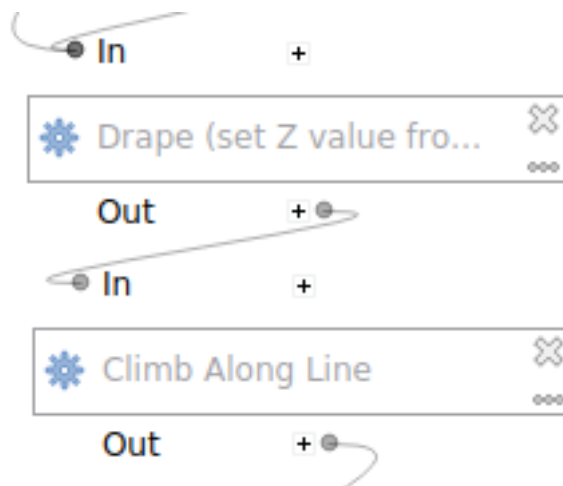 In
Drape (set Z value fro...
Out
In
Climb Along Line
Out